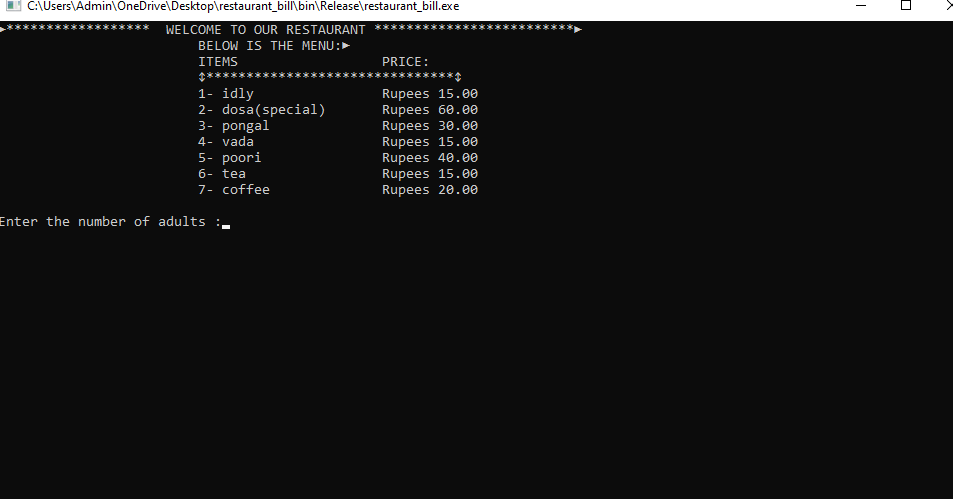 C:\Users\Admin\OneDrive\Desktop\restaurant_bill\bin\Release\restaurant_bill.exe
►****************** WELCOME TO OUR RESTAURANT *************************►
BELOW IS THE MENU:►
ITEMS PRICE:
↕*******************************↕
1- idly Rupees 15.00
2- dosa(special) Rupees 60.00
3- pongal Rupees 30.00
4- vada Rupees 15.00
5- poori Rupees 40.00
6- tea Rupees 15.00
7- coffee Rupees 20.00
Enter the number of adults :